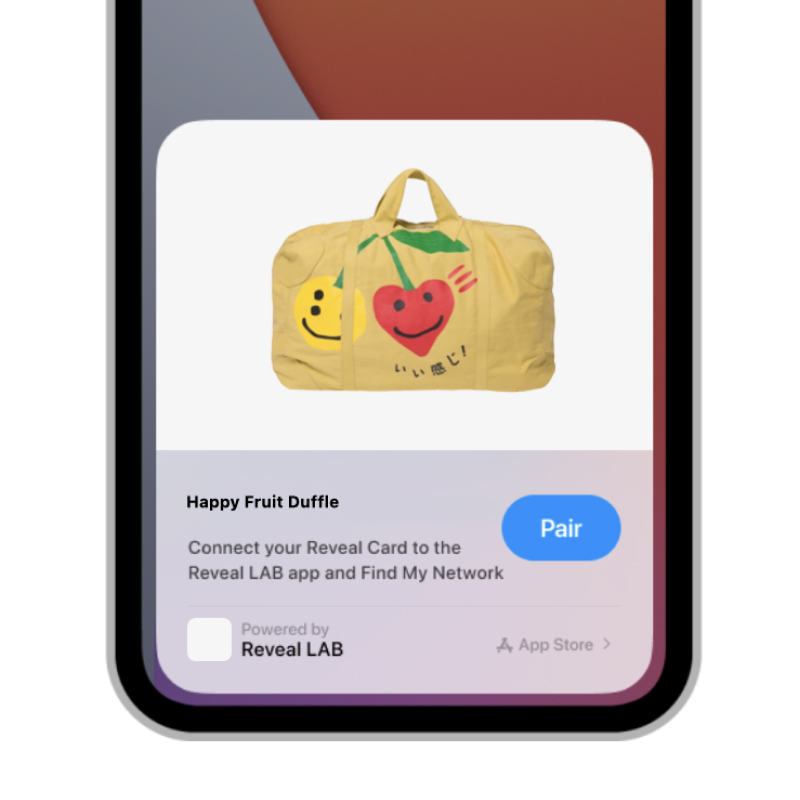 いい感じ!
Happy Fruit Duffle
Pair
Connect your Reveal Card to the
Reveal LAB app and Find My Network
Powered by
Reveal LAB
App Store